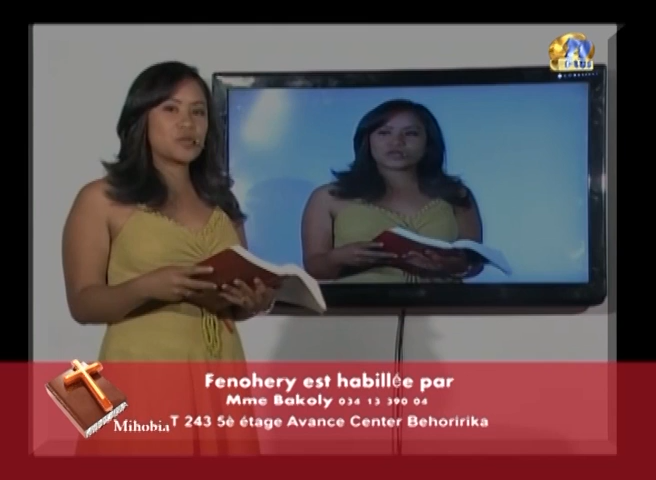 Fenohery est habillée par
Mme Bakoly 034 13 390 04
T 243 5è étage Avance Center Behoririka
Mihobia